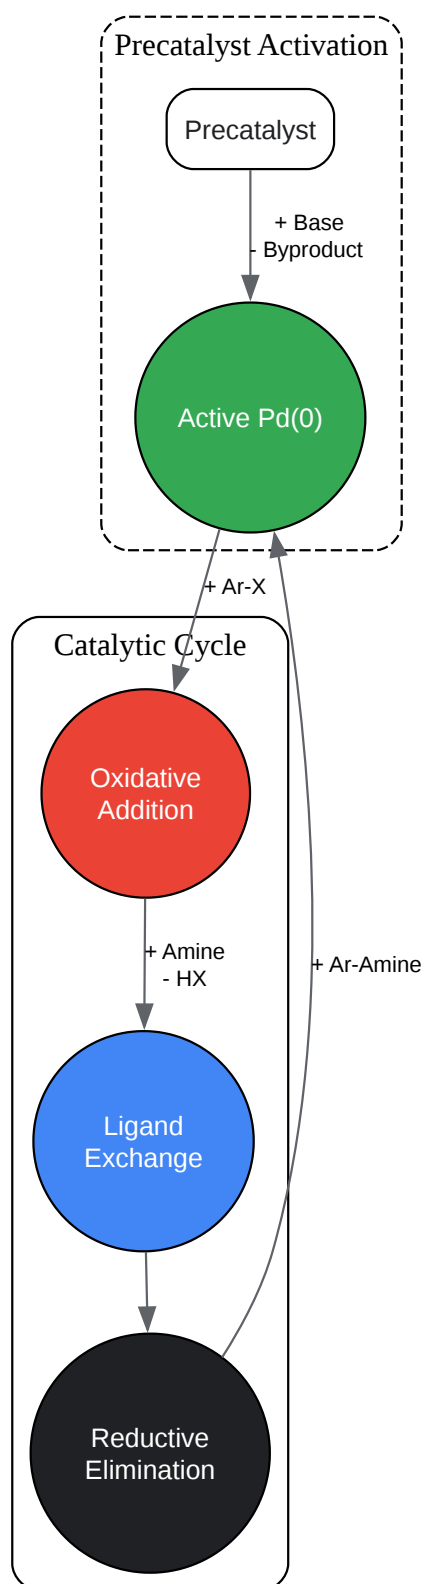 Precatalyst Activation
Precatalyst
+ Base
- Byproduct
Active Pd(0)
+ Ar-X
Catalytic Cycle
Oxidative
Addition
+ Amine
- HX
+ Ar-Amine
Ligand
Exchange
Reductive
Elimination